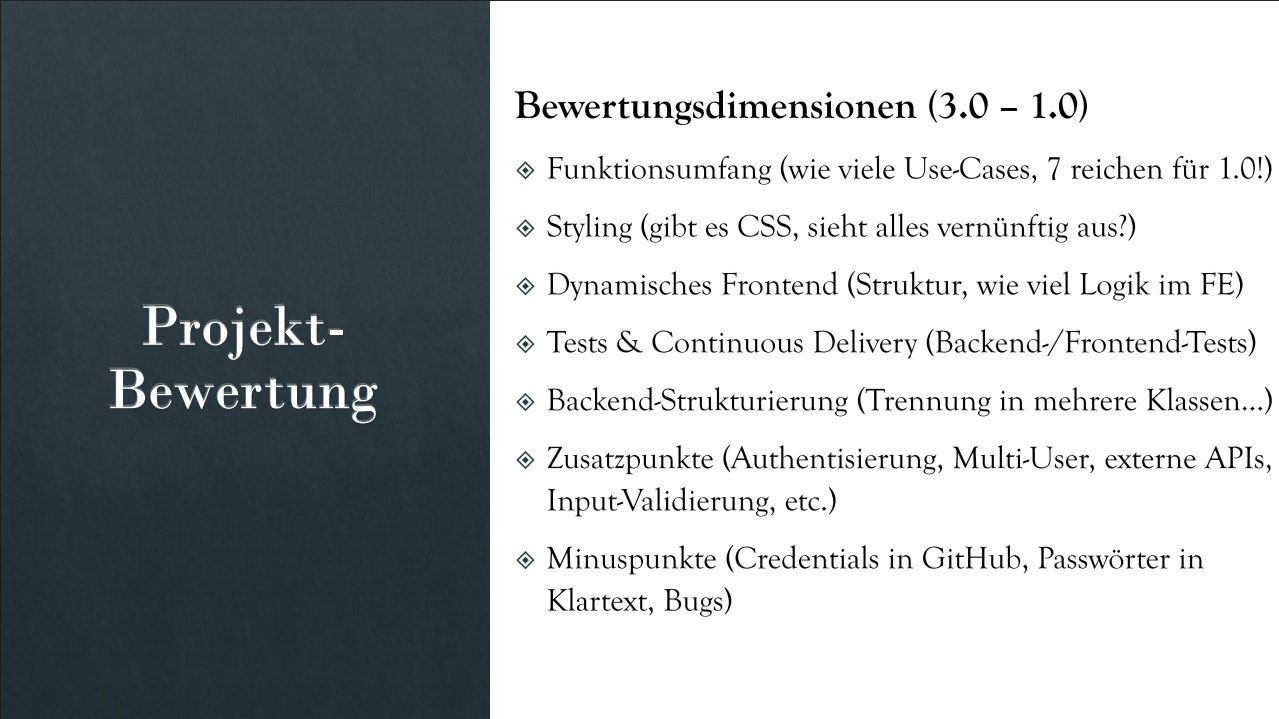 Projekt-
Bewertung
Bewertungsdimensionen (3.0 – 1.0)
Funktionsumfang (wie viele Use-Cases, 7 reichen für 1.0!)
Styling (gibt es CSS, sieht alles vernünftig aus?)
Dynamisches Frontend (Struktur, wie viel Logik im FE)
Tests & Continuous Delivery (Backend-/Frontend-Tests)
Backend-Strukturierung (Trennung in mehrere Klassen...)
Zusatzpunkte (Authentisierung, Multi-User, externe APIs,
Input-Validierung, etc.)
Minuspunkte (Credentials in GitHub, Passwörter in
Klartext, Bugs)